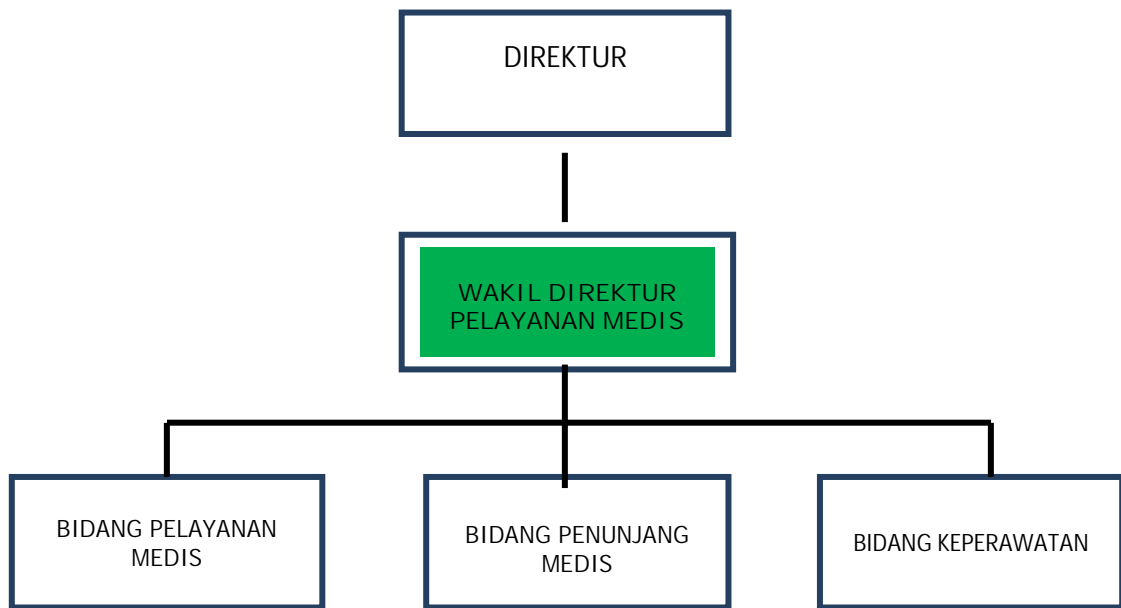 DIREKTUR
WAKIL DIREKTUR
PELAYANAN MEDIS
BIDANG PELAYANAN
MEDIS
BIDANG PENUNJANG
MEDIS
BIDANG KEPERAWATAN